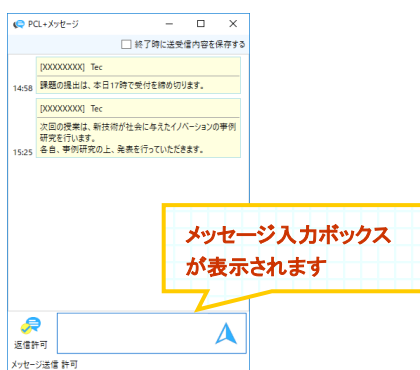 PCL+メッセージ
終了時に送受信内容を保存する
[XXXXXXXX] Tec
14:58 課題の提出は、本日17時で受付を締め切ります。
[XXXXXXXX] Tec
次回の授業は、新技術が社会に与えたイノベーションの事例
研究を行います。
15:25 各自、事例研究の上、発表を行っていただきます。
メッセージ入力ボックス
が表示されます
返信許可
メッセージ送信 許可